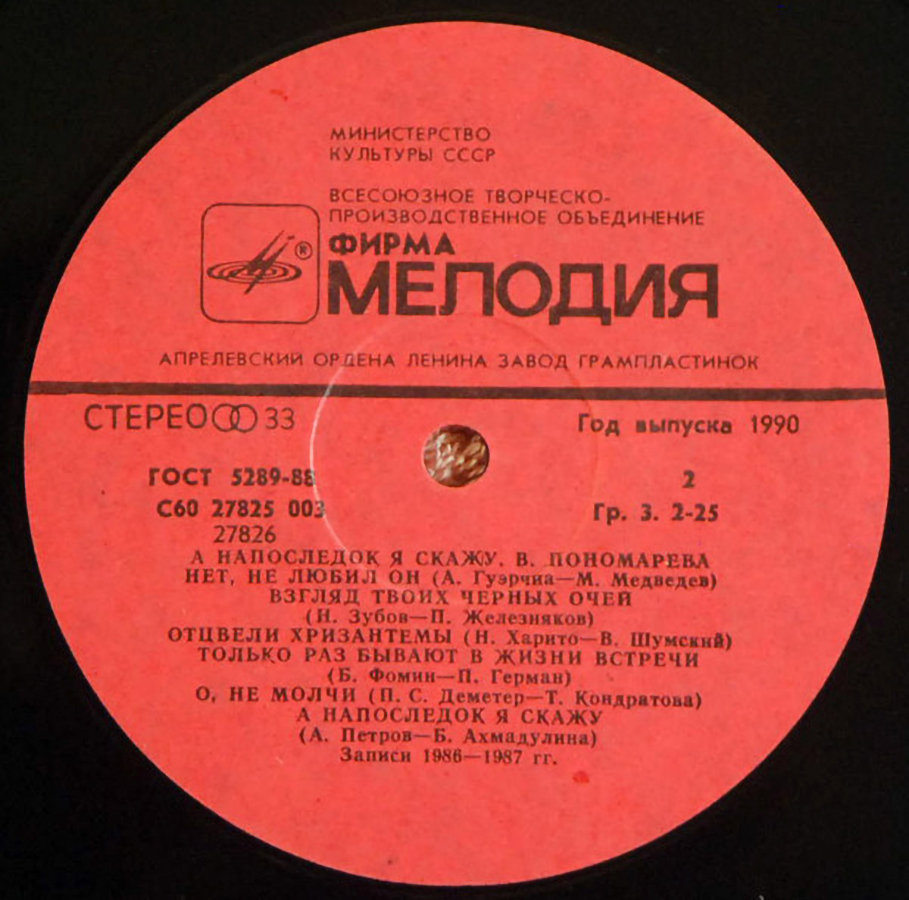 МИНИСТЕРСТВО
КУЛЬТУРЫ СССР
ВСЕСОЮЗНОЕ ТВОРЧЕСКО-
ПРОИЗВОДСТВЕННОЕ ОБЪЕДИНЕНИЕ
®
ФИРМА
МЕЛОДИЯ
АПРЕЛЕВСКИЙ ОРДЕНА ЛЕНИНА ЗАВОД ГРАМПЛАСТИНОК
СТЕРЕО 33
Год выпуска 1990
ГОСТ 5289-88
2
С60 27825 003
Гр. 3. 2-25
27826
А НАПОСЛЕДОК Я СКАЖУ. В. ПОНОМАРЕВА
НЕТ, НЕ ЛЮБИЛ ОН (А. Гуэрчиа—М. Медведев)
ВЗГЛЯД ТВОИХ ЧЕРНЫХ ОЧЕЙ
(Н. Зубов—П. Железняков)
ОТЦВЕЛИ ХРИЗАНТЕМЫ (Н. Харито—В. Шумский)
ТОЛЬКО РАЗ БЫВАЮТ В ЖИЗНИ ВСТРЕЧИ
(Б. Фомин—П. Герман)
О, НЕ МОЛЧИ (П. С. Деметер—Т. Кондратова)
А НАПОСЛЕДОК Я СКАЖУ
(А. Петров—Б. Ахмадулина)
Записи 1986—1987 гг.